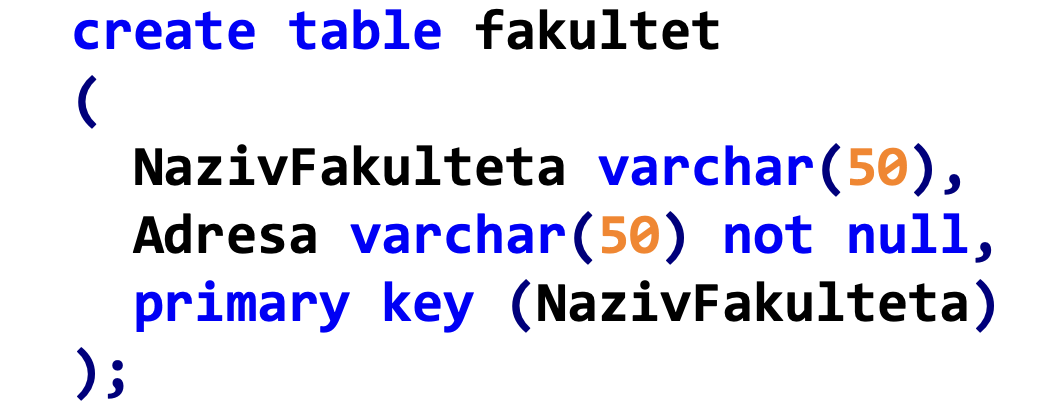 create table fakultet
(
NazivFakulteta varchar(50),
Adresa varchar(50) not null,
primary key (NazivFakulteta)
);